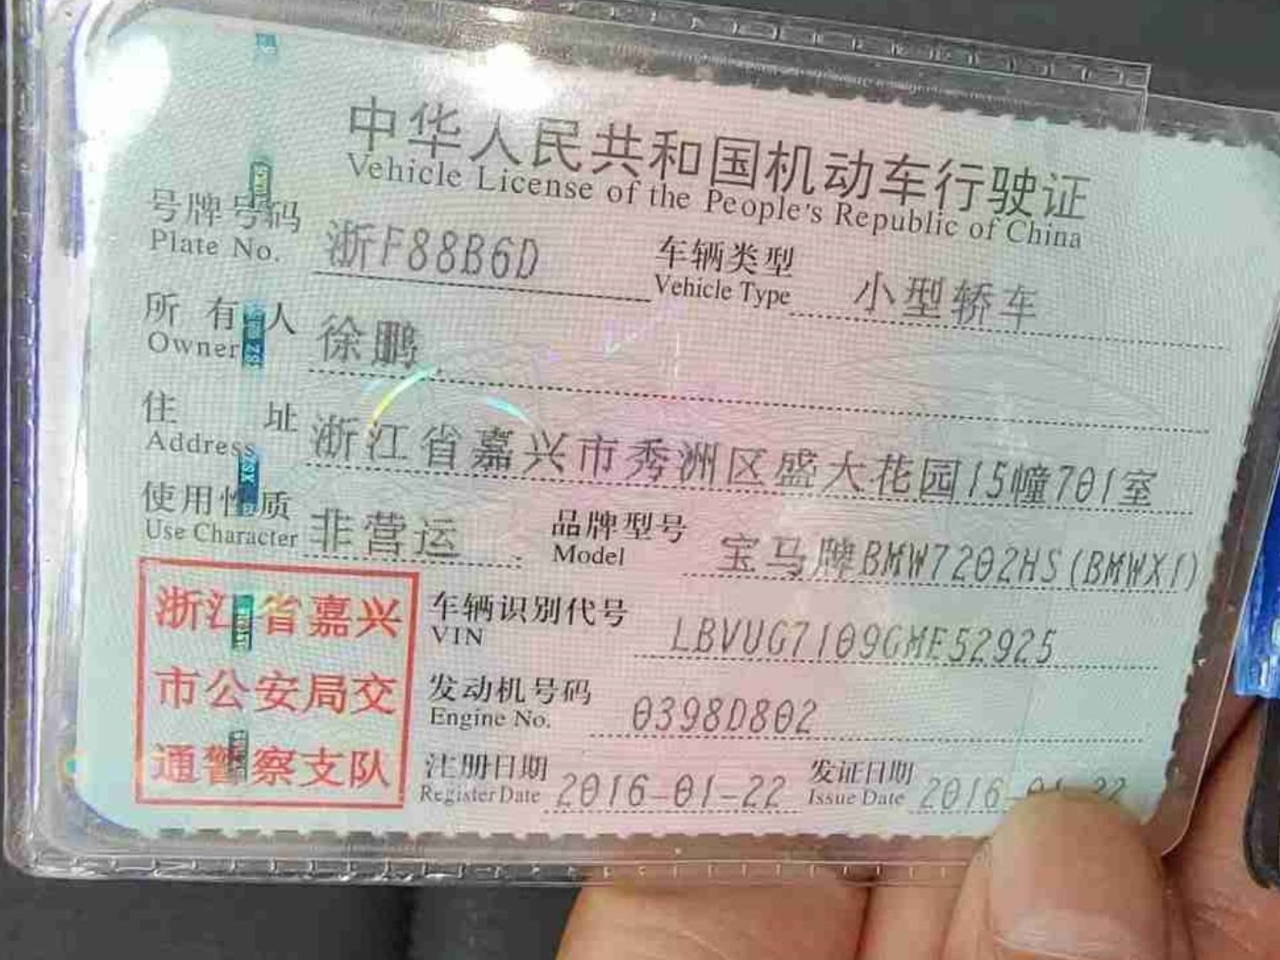 中华人民共和国机动车行驶证
Vehicle License of the People's Republic of China
号牌号码 浙F88B6D 车辆类型 小型轿车
Plate No. Vehicle Type
所有人 徐鹏
Owner
住址 浙江省嘉兴市秀洲区盛大花园15幢701室
Address
使用性质 非营运 品牌型号 宝马牌BMW7202HS(BMWX1)
Use Character Model
浙江省嘉兴
市公安局交
通警察支队
车辆识别代号 LBVUG7109GME52925
VIN
发动机号码 0398D802
Engine No.
注册日期 2016-01-22 发证日期 2016-01-22
Register Date Issue Date